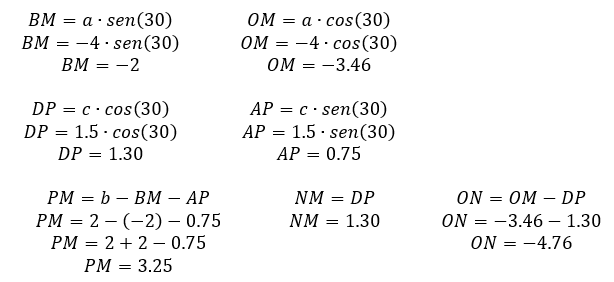 BM = a · sen(30)
BM = −4 · sen(30)
BM = −2
OM = a · cos(30)
OM = −4 · cos(30)
OM = −3.46
DP = c · cos(30)
DP = 1.5 · cos(30)
DP = 1.30
AP = c · sen(30)
AP = 1.5 · sen(30)
AP = 0.75
PM = b − BM − AP
PM = 2 − (−2) − 0.75
PM = 2 + 2 − 0.75
PM = 3.25
NM = DP
NM = 1.30
ON = OM − DP
ON = −3.46 − 1.30
ON = −4.76